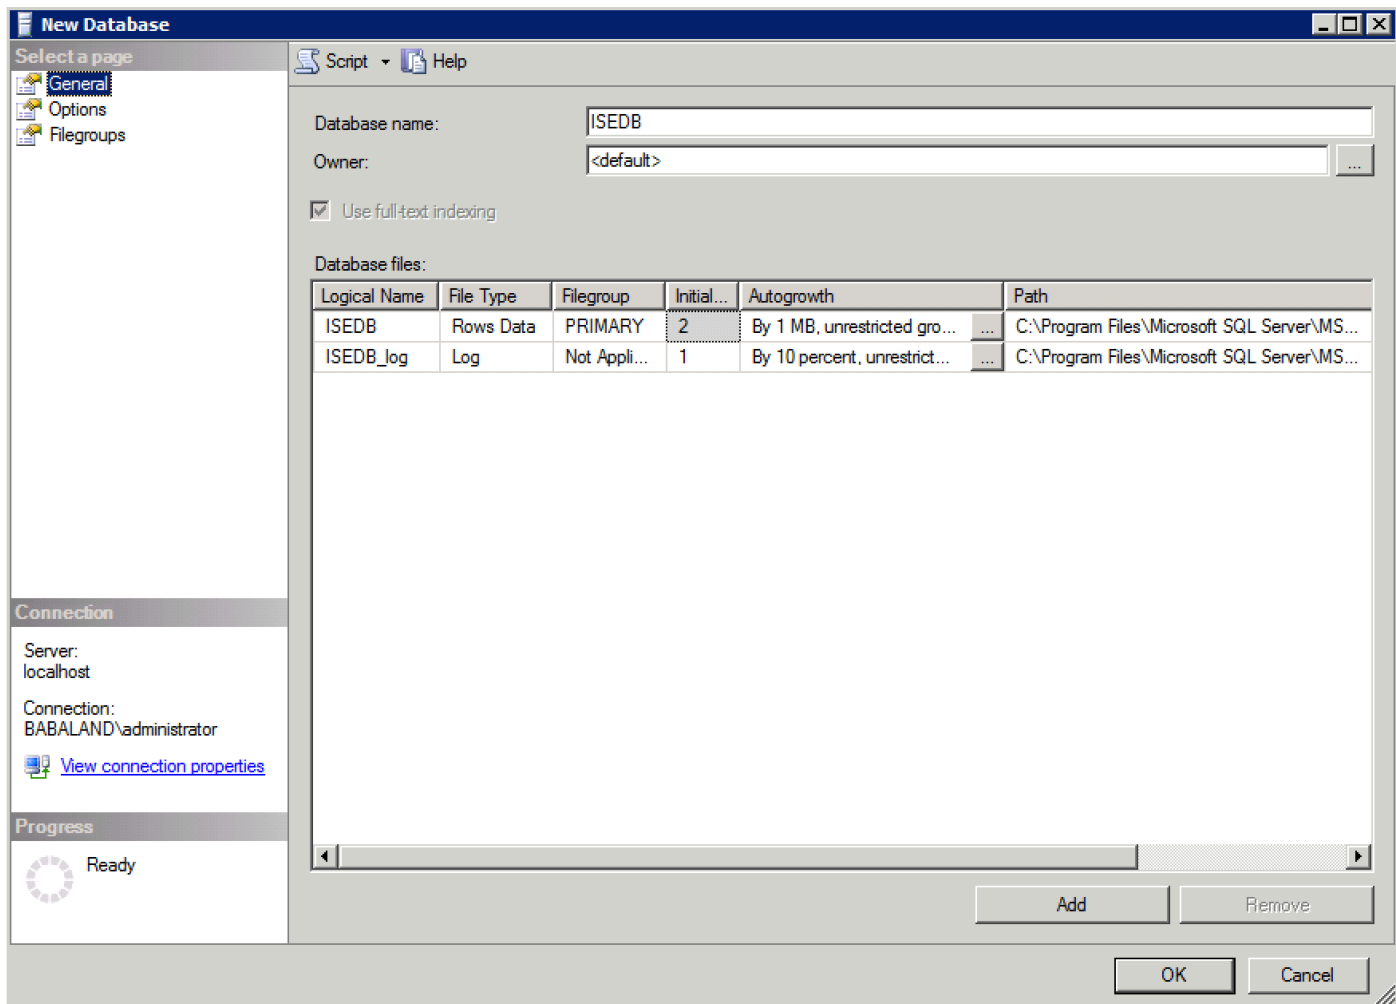 New Database
Select a page
General
Options
Filegroups
Script Help
Database name: ISEDB
Owner: <default> ...
Use full-text indexing
Database files:
Logical Name File Type Filegroup Initial... Autogrowth Path
ISEDB Rows Data PRIMARY 2 By 1 MB, unrestricted gro... ... C:\Program Files\Microsoft SQL Server\MS...
ISEDB_log Log Not Appli... 1 By 10 percent, unrestrict... ... C:\Program Files\Microsoft SQL Server\MS...
Connection
Server:
localhost
Connection:
BABALAND\administrator
View connection properties
Progress
Ready
Add Remove
OK Cancel